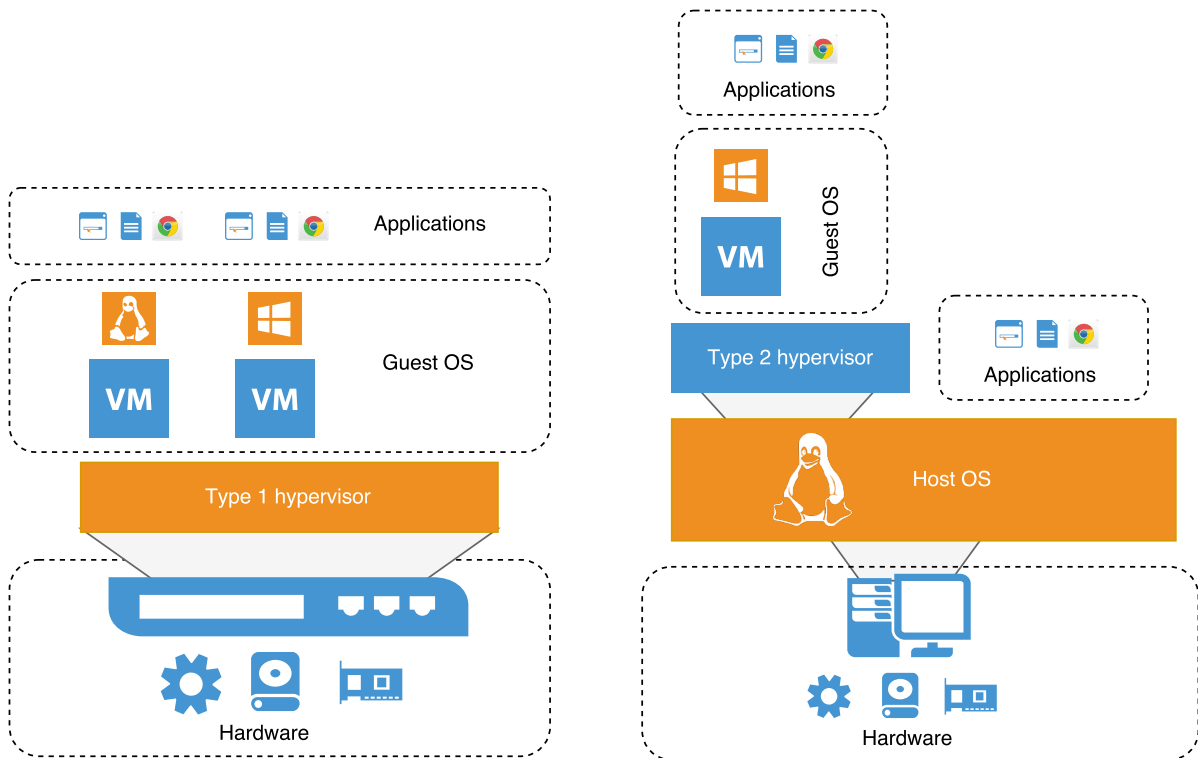 Applications
VM
VM
Guest OS
Type 1 hypervisor
Hardware
Applications
VM
Guest OS
Type 2 hypervisor
Applications
Host OS
Hardware